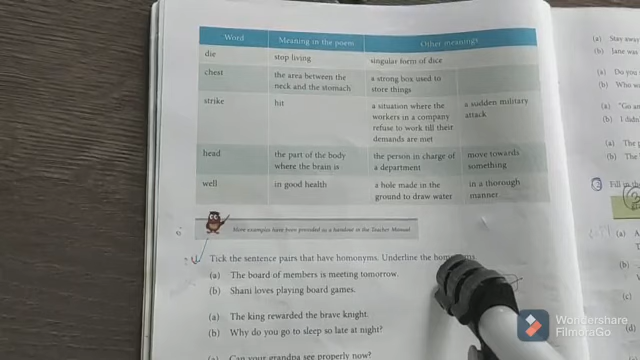 Word Meaning in the poem Other meanings
die stop living singular form of dice
chest the area between the neck and the stomach a strong box used to store things
strike hit a situation where the workers in a company refuse to work till their demands are met a sudden military attack
head the part of the body where the brain is the person in charge of a department move towards something
well in good health a hole made in the ground to draw water in a thorough manner
More examples have been provided as a handout in the Teacher Manual.
Tick the sentence pairs that have homonyms. Underline the
(a) The board of members is meeting tomorrow.
(b) Shani loves playing board games.
(a) The king rewarded the brave knight.
(b) Why do you go to sleep so late at night?
(a) Can your grandpa see properly now?
(a) Stay away
(b) Jane was
(a) Do you
(b) Who
(a) "Go
(b) I didn
(a) The
(b) The
2 Fill in
(a)
(b)
(c)
(d)
Wondershare
FilmoraGo